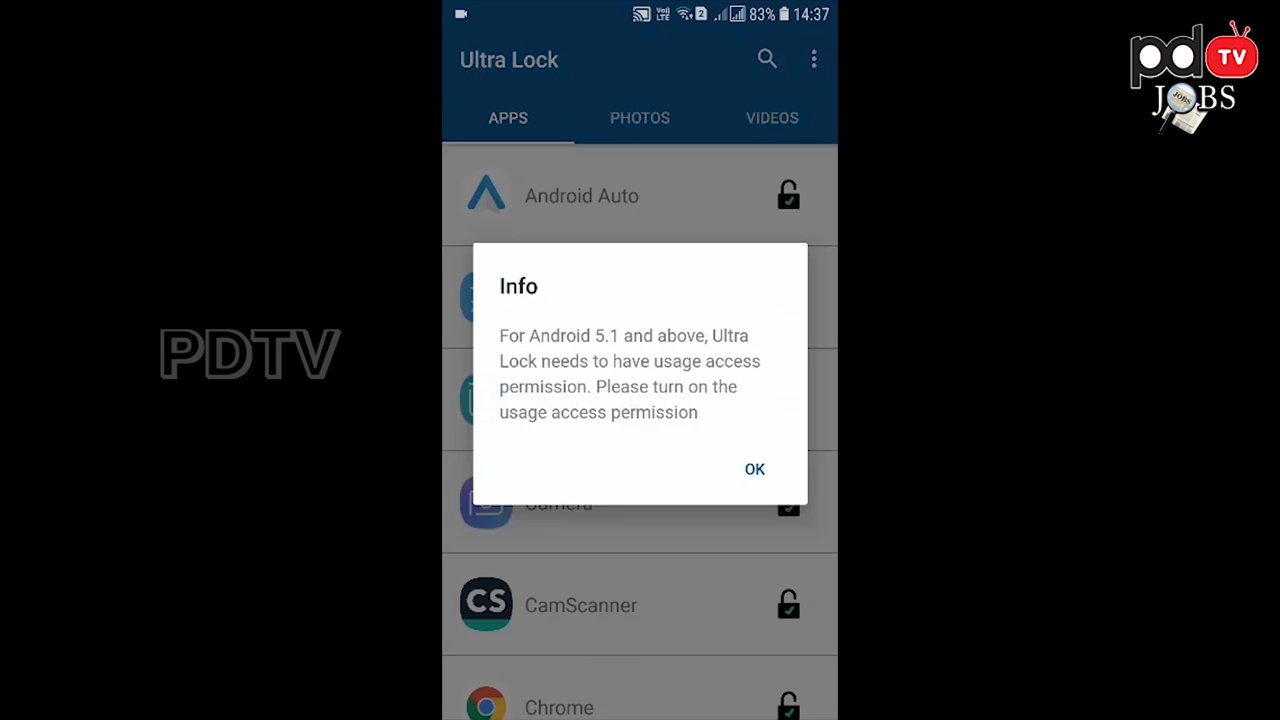 83% 14:37
Ultra Lock
APPS PHOTOS VIDEOS
Android Auto
Info
For Android 5.1 and above, Ultra
Lock needs to have usage access
permission. Please turn on the
usage access permission
OK
Camera
CS CamScanner
Chrome
PDTV
pd TV
JOBS